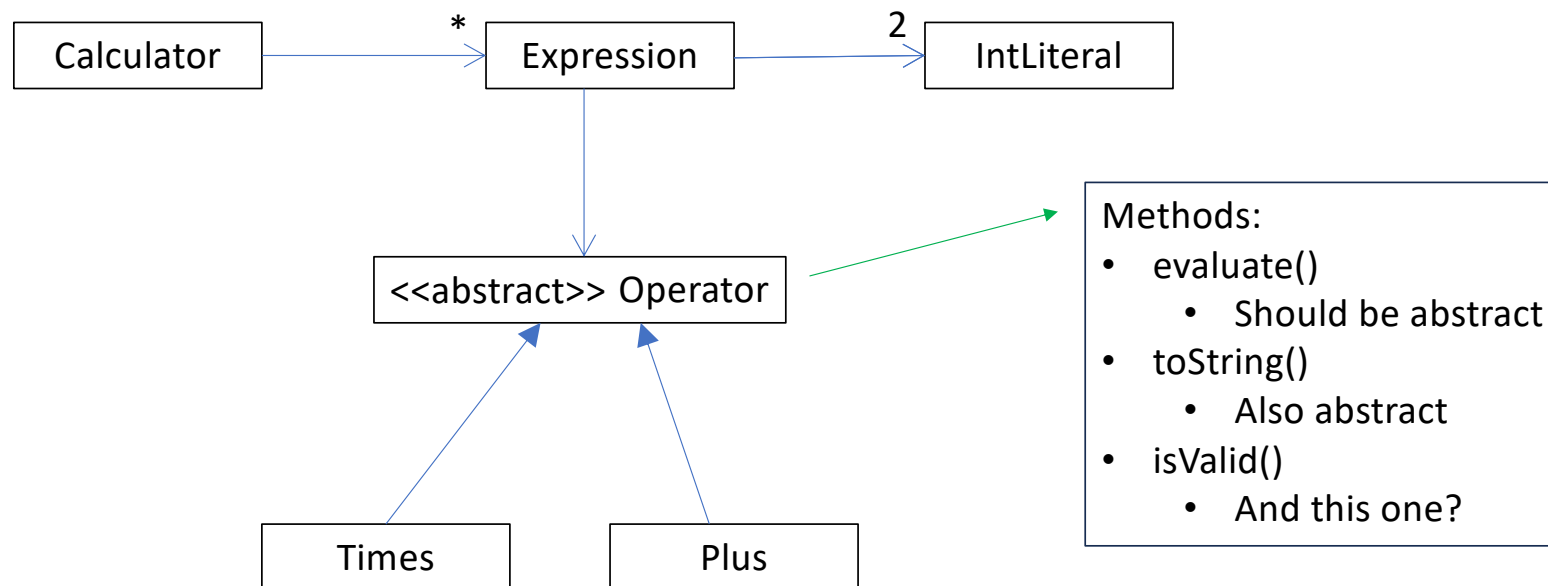 *
2
Calculator
Expression
IntLiteral
<<abstract>> Operator
Methods:
• evaluate()
• Should be abstract
• toString()
• Also abstract
• isValid()
• And this one?
Times
Plus